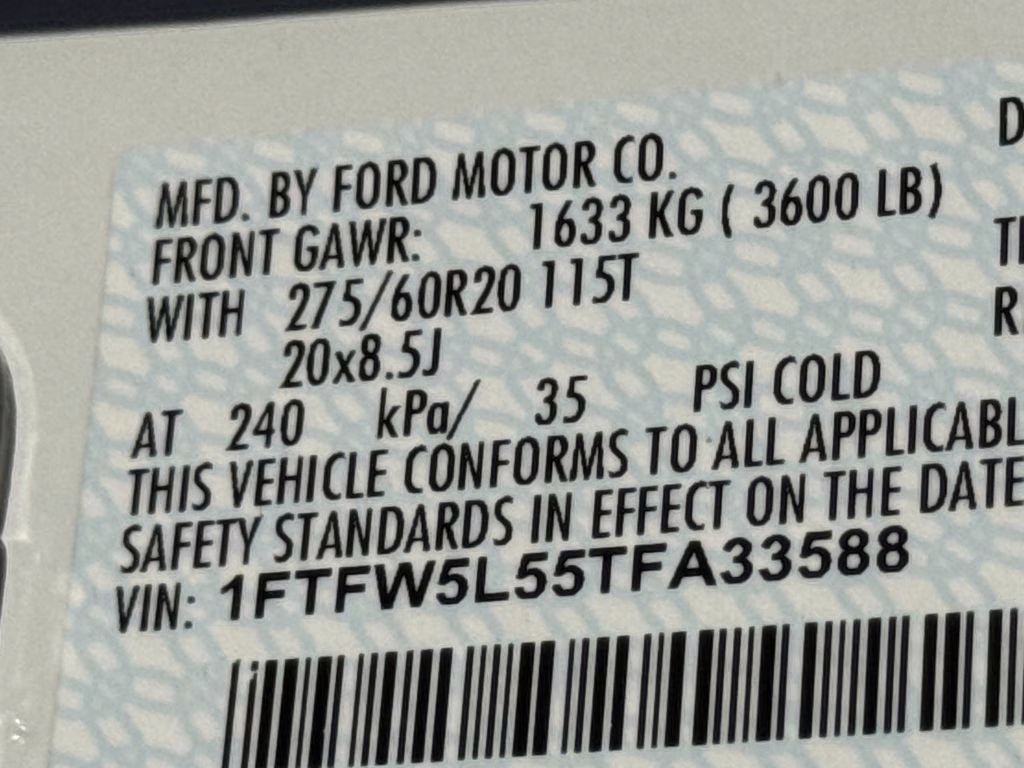 MFD. BY FORD MOTOR CO.
FRONT GAWR: 1633 KG ( 3600 LB)
WITH 275/60R20 115T
20x8.5J
AT 240 kPa/ 35 PSI COLD
THIS VEHICLE CONFORMS TO ALL APPLICABL
SAFETY STANDARDS IN EFFECT ON THE DATE
VIN: 1FTFW5L55TFA33588